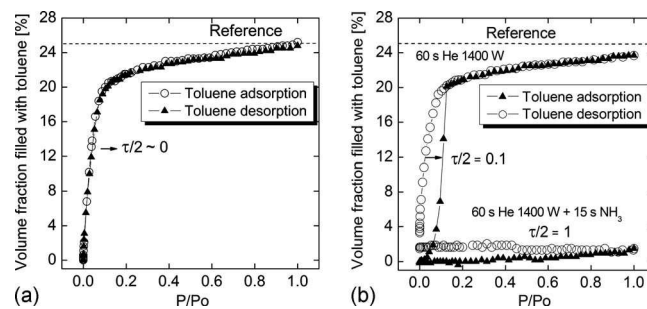 Volume fraction filled with toluene [%]
28
24
20
16
12
8
4
0
Reference
Toluene adsorption
Toluene desorption
τ/2 ~ 0
0.0 0.2 0.4 0.6 0.8 1.0
P/Po
(a)
Volume fraction filled with toluene [%]
28
24
20
16
12
8
4
0
Reference
60 s He 1400 W
Toluene adsorption
Toluene desorption
τ/2 = 0.1
60 s He 1400 W + 15 s NH₃
τ/2 = 1
0.0 0.2 0.4 0.6 0.8 1.0
P/Po
(b)